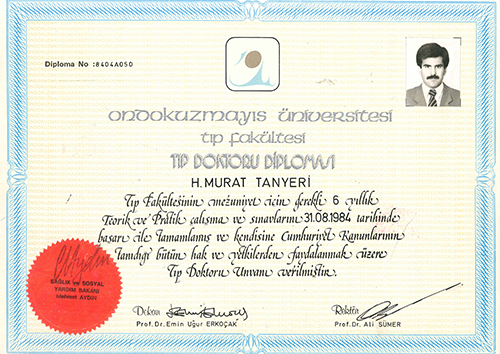 Diploma No :8404A050
ondokuzmayıs üniversitesi
tıp fakültesi
TIP DOKTORU DİPLOMASI
H.MURAT TANYERİ
Tıp Fakültesinin mezuniyet için gerekli 6 yıllık
Teorik ve Pratik çalışma ve sınavlarını 31.08.1984 tarihinde
başarı ile tamamlamış ve kendisine Cumhuriyet Kanunlarının
tanıdığı bütün hak ve yetkilerden faydalanmak üzere
Tıp Doktoru Unvanı verilmiştir.
SAĞLIK ve SOSYAL
YARDIM BAKANI
Mehmet AYDIN
Dekan
Prof.Dr.Emin Uğur ERKOÇAK
Rektör
Prof.Dr. Ali SÜMER